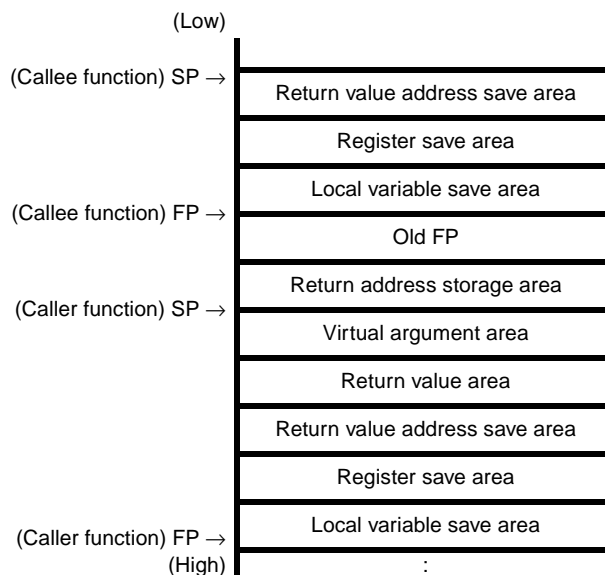 (Low)
(Callee function) SP →
Return value address save area
Register save area
Local variable save area
(Callee function) FP →
Old FP
Return address storage area
(Caller function) SP →
Virtual argument area
Return value area
Return value address save area
Register save area
Local variable save area
(Caller function) FP →
(High)
: